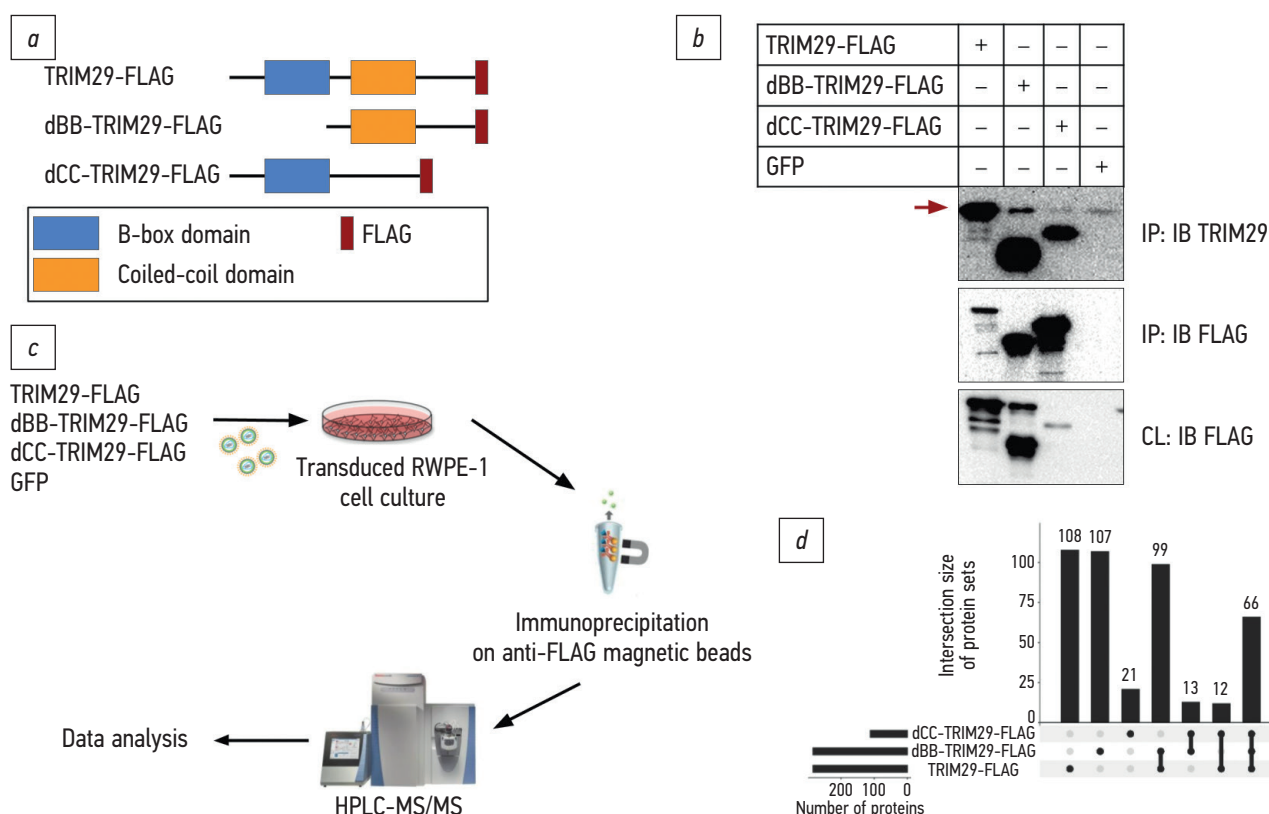 a
TRIM29-FLAG
dBB-TRIM29-FLAG
dCC-TRIM29-FLAG
B-box domain
FLAG
Coiled-coil domain
b
TRIM29-FLAG + – – –
dBB-TRIM29-FLAG – + – –
dCC-TRIM29-FLAG – – + –
GFP – – – +
IP: IB TRIM29
IP: IB FLAG
CL: IB FLAG
c
TRIM29-FLAG
dBB-TRIM29-FLAG
dCC-TRIM29-FLAG
GFP
Transduced RWPE-1
cell culture
Immunoprecipitation
on anti-FLAG magnetic beads
HPLC-MS/MS
Data analysis
d
Intersection size
of protein sets
100
75
50
25
0
108
107
21
99
13
12
66
dCC-TRIM29-FLAG
dBB-TRIM29-FLAG
TRIM29-FLAG
200 100 0
Number of proteins